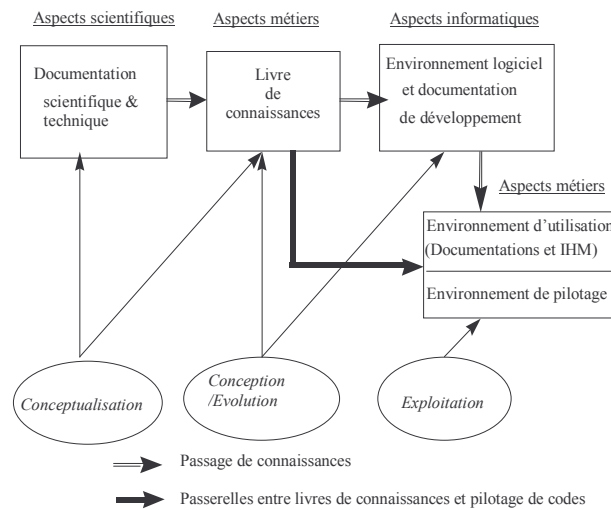 Aspects scientifiques
Aspects métiers
Aspects informatiques
Documentation
scientifique &
technique
Livre
de
connaissances
Environnement logiciel
et documentation
de développement
Aspects métiers
Environnement d’utilisation
(Documentations et IHM)
Environnement de pilotage
Conceptualisation
Conception
/Evolution
Exploitation
Passage de connaissances
Passerelles entre livres de connaissances et pilotage de codes